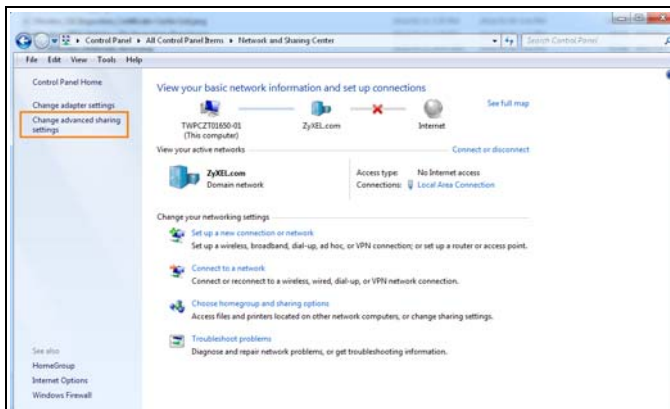 Control Panel ▸ All Control Panel Items ▸ Network and Sharing Center
Search Control Panel
File Edit View Tools Help
Control Panel Home
Change adapter settings
Change advanced sharing
settings
See also
HomeGroup
Internet Options
Windows Firewall
View your basic network information and set up connections
TWPCZT01650-01
(This computer)
ZyXEL.com
Internet
See full map
View your active networks
Connect or disconnect
ZyXEL.com
Domain network
Access type: No Internet access
Connections: Local Area Connection
Change your networking settings
Set up a new connection or network
Set up a wireless, broadband, dial-up, ad hoc, or VPN connection; or set up a router or access point.
Connect to a network
Connect or reconnect to a wireless, wired, dial-up, or VPN network connection.
Choose homegroup and sharing options
Access files and printers located on other network computers, or change sharing settings.
Troubleshoot problems
Diagnose and repair network problems, or get troubleshooting information.